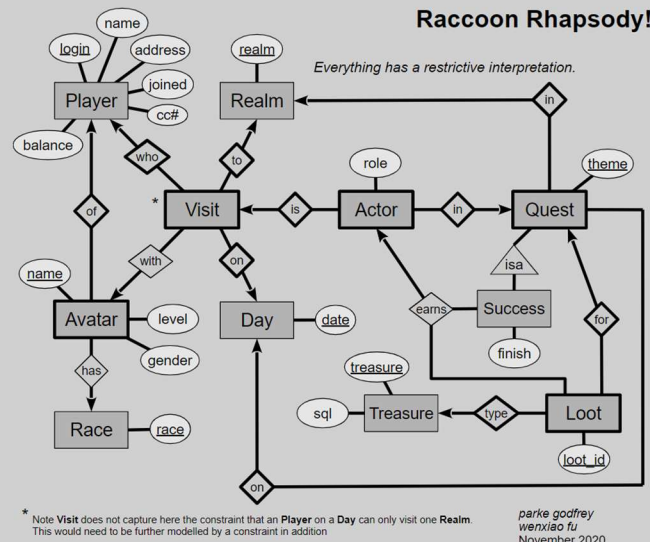 Raccoon Rhapsody!
Everything has a restrictive interpretation.
name
login
address
realm
joined
Player
Realm
cc#
in
balance
who
to
role
theme
of
*
Visit
is
Actor
in
Quest
with
on
isa
name
Avatar
level
Day
date
earns
Success
for
gender
finish
has
treasure
Race
race
sql
Treasure
type
Loot
loot_id
on
* Note Visit does not capture here the constraint that an Player on a Day can only visit one Realm.
This would need to be further modelled by a constraint in addition
parke godfrey
wenxiao fu
November 2020